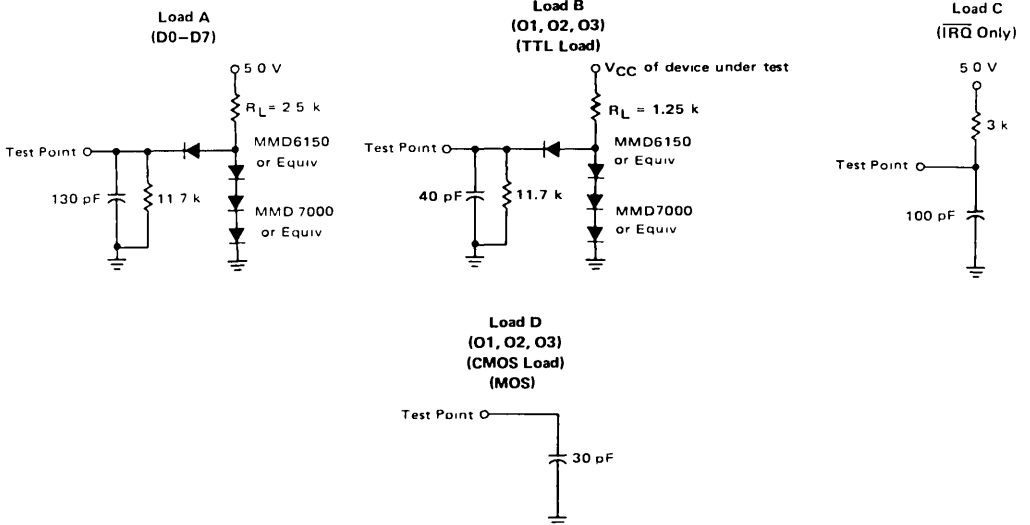 Load A
(D0–D7)
5 0 V
RL = 2 5 k
MMD6150
or Equiv
Test Point
130 pF
11 7 k
MMD 7000
or Equiv
Load B
(O1, O2, O3)
(TTL Load)
VCC of device under test
RL = 1.25 k
MMD6150
or Equiv
Test Point
40 pF
11.7 k
MMD7000
or Equiv
Load C
(IRQ Only)
5 0 V
3 k
Test Point
100 pF
Load D
(O1, O2, O3)
(CMOS Load)
(MOS)
Test Point
30 pF